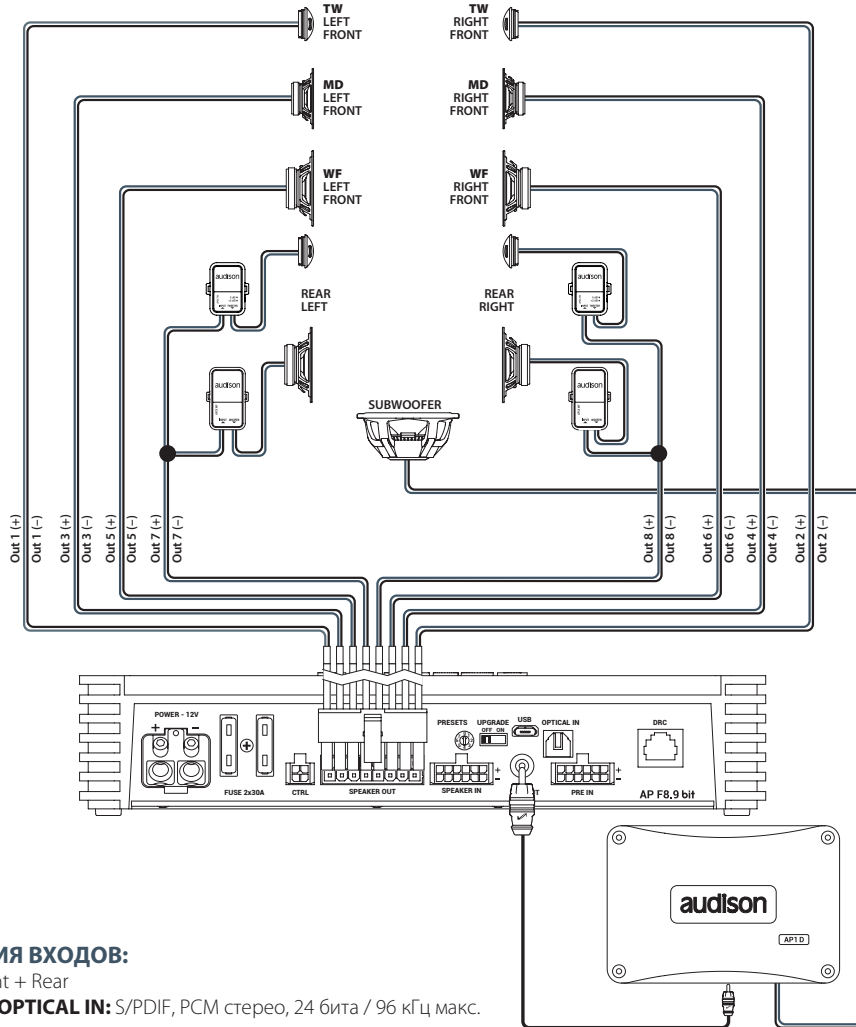 TW
LEFT
FRONT
TW
RIGHT
FRONT
MD
LEFT
FRONT
MD
RIGHT
FRONT
WF
LEFT
FRONT
WF
RIGHT
FRONT
audison
REAR
LEFT
REAR
RIGHT
audison
audison
audison
SUBWOOFER
Out 1 (+)
Out 1 (–)
Out 3 (+)
Out 3 (–)
Out 5 (+)
Out 5 (–)
Out 7 (+)
Out 7 (–)
Out 8 (+)
Out 8 (–)
Out 6 (+)
Out 6 (–)
Out 4 (+)
Out 4 (–)
Out 2 (+)
Out 2 (–)
POWER - 12V
+ -
FUSE 2x30A
CTRL
SPEAKER OUT
PRESETS
UPGRADE
OFF ON
USB
OPTICAL IN
DRC
SPEAKER IN
+
-
PRE IN
+
-
AP F8.9 bit
audison
AP1 D
ИЯ ВХОДОВ:
nt + Rear
OPTICAL IN: S/PDIF, PCM стерео, 24 бита / 96 кГц макс.